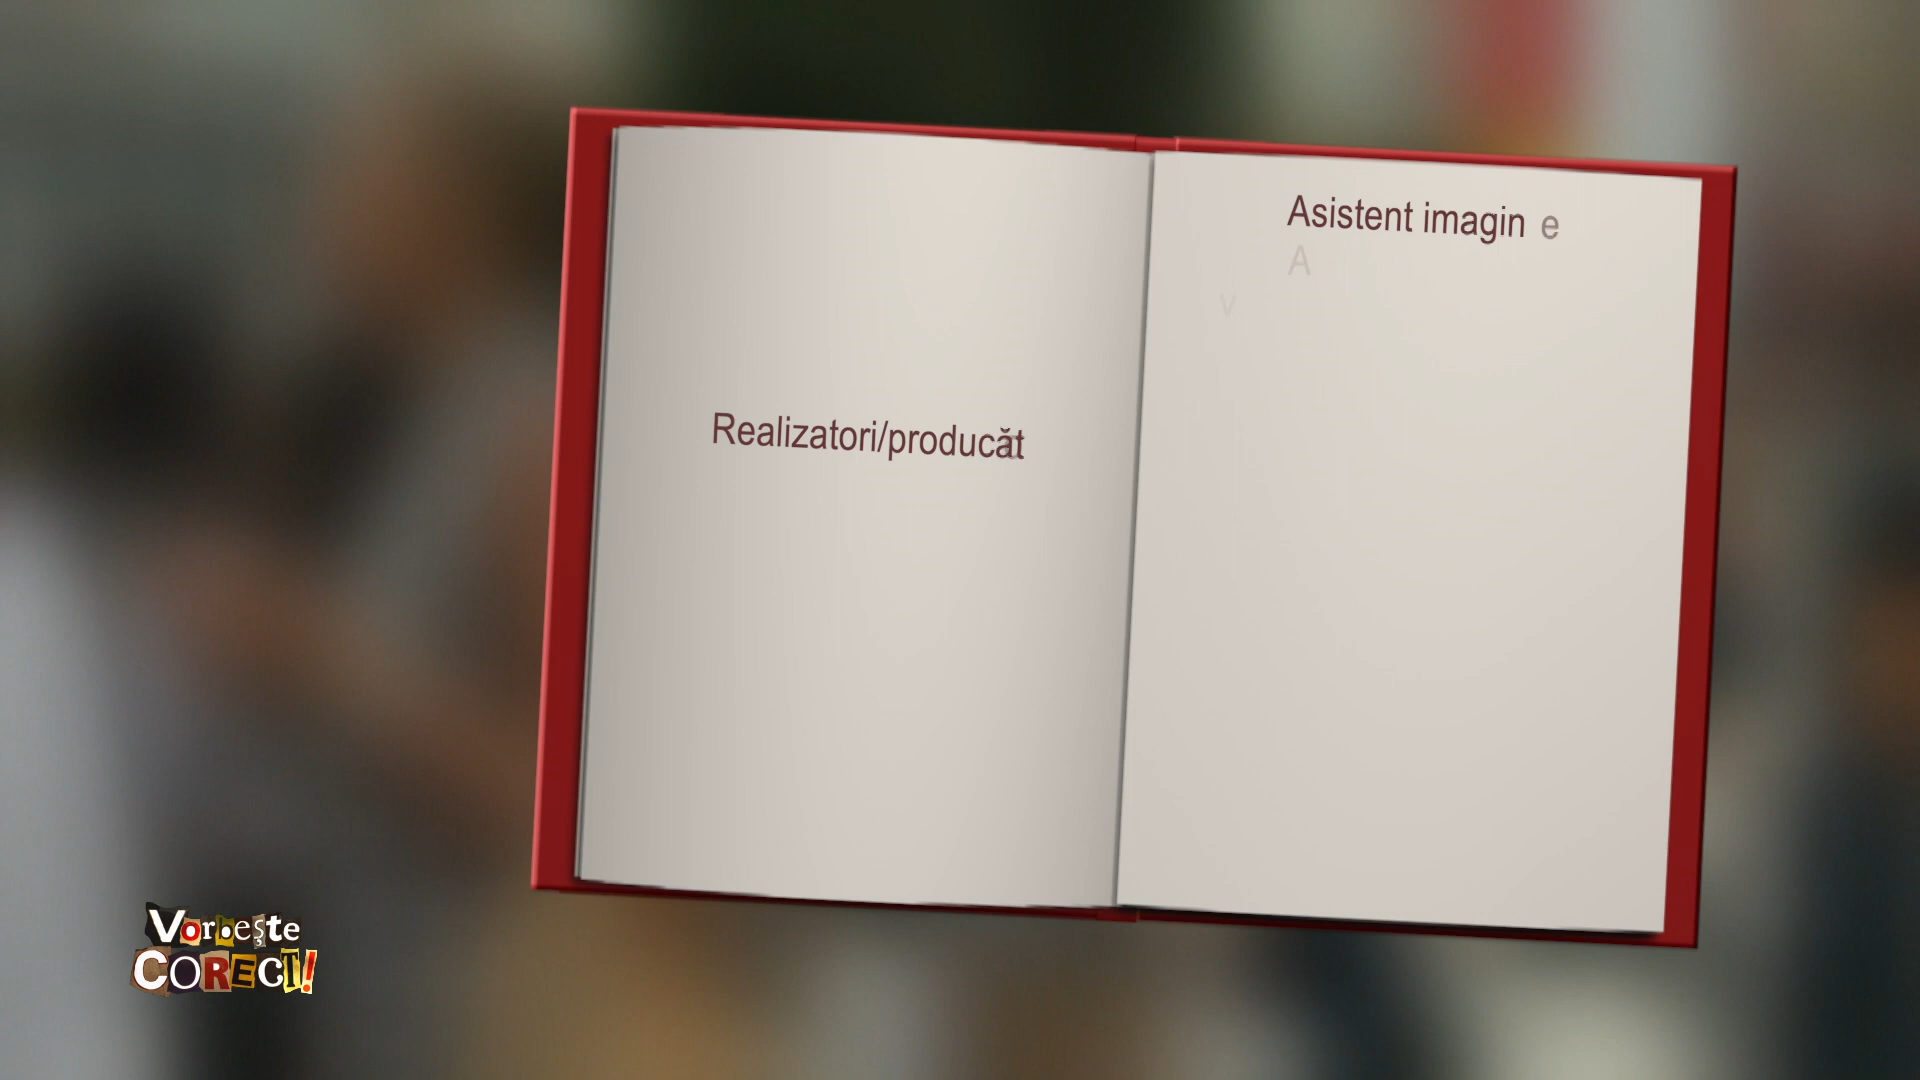 Realizatori/producăt
Asistent imagin e
A
v
Vorbește
CORECT!